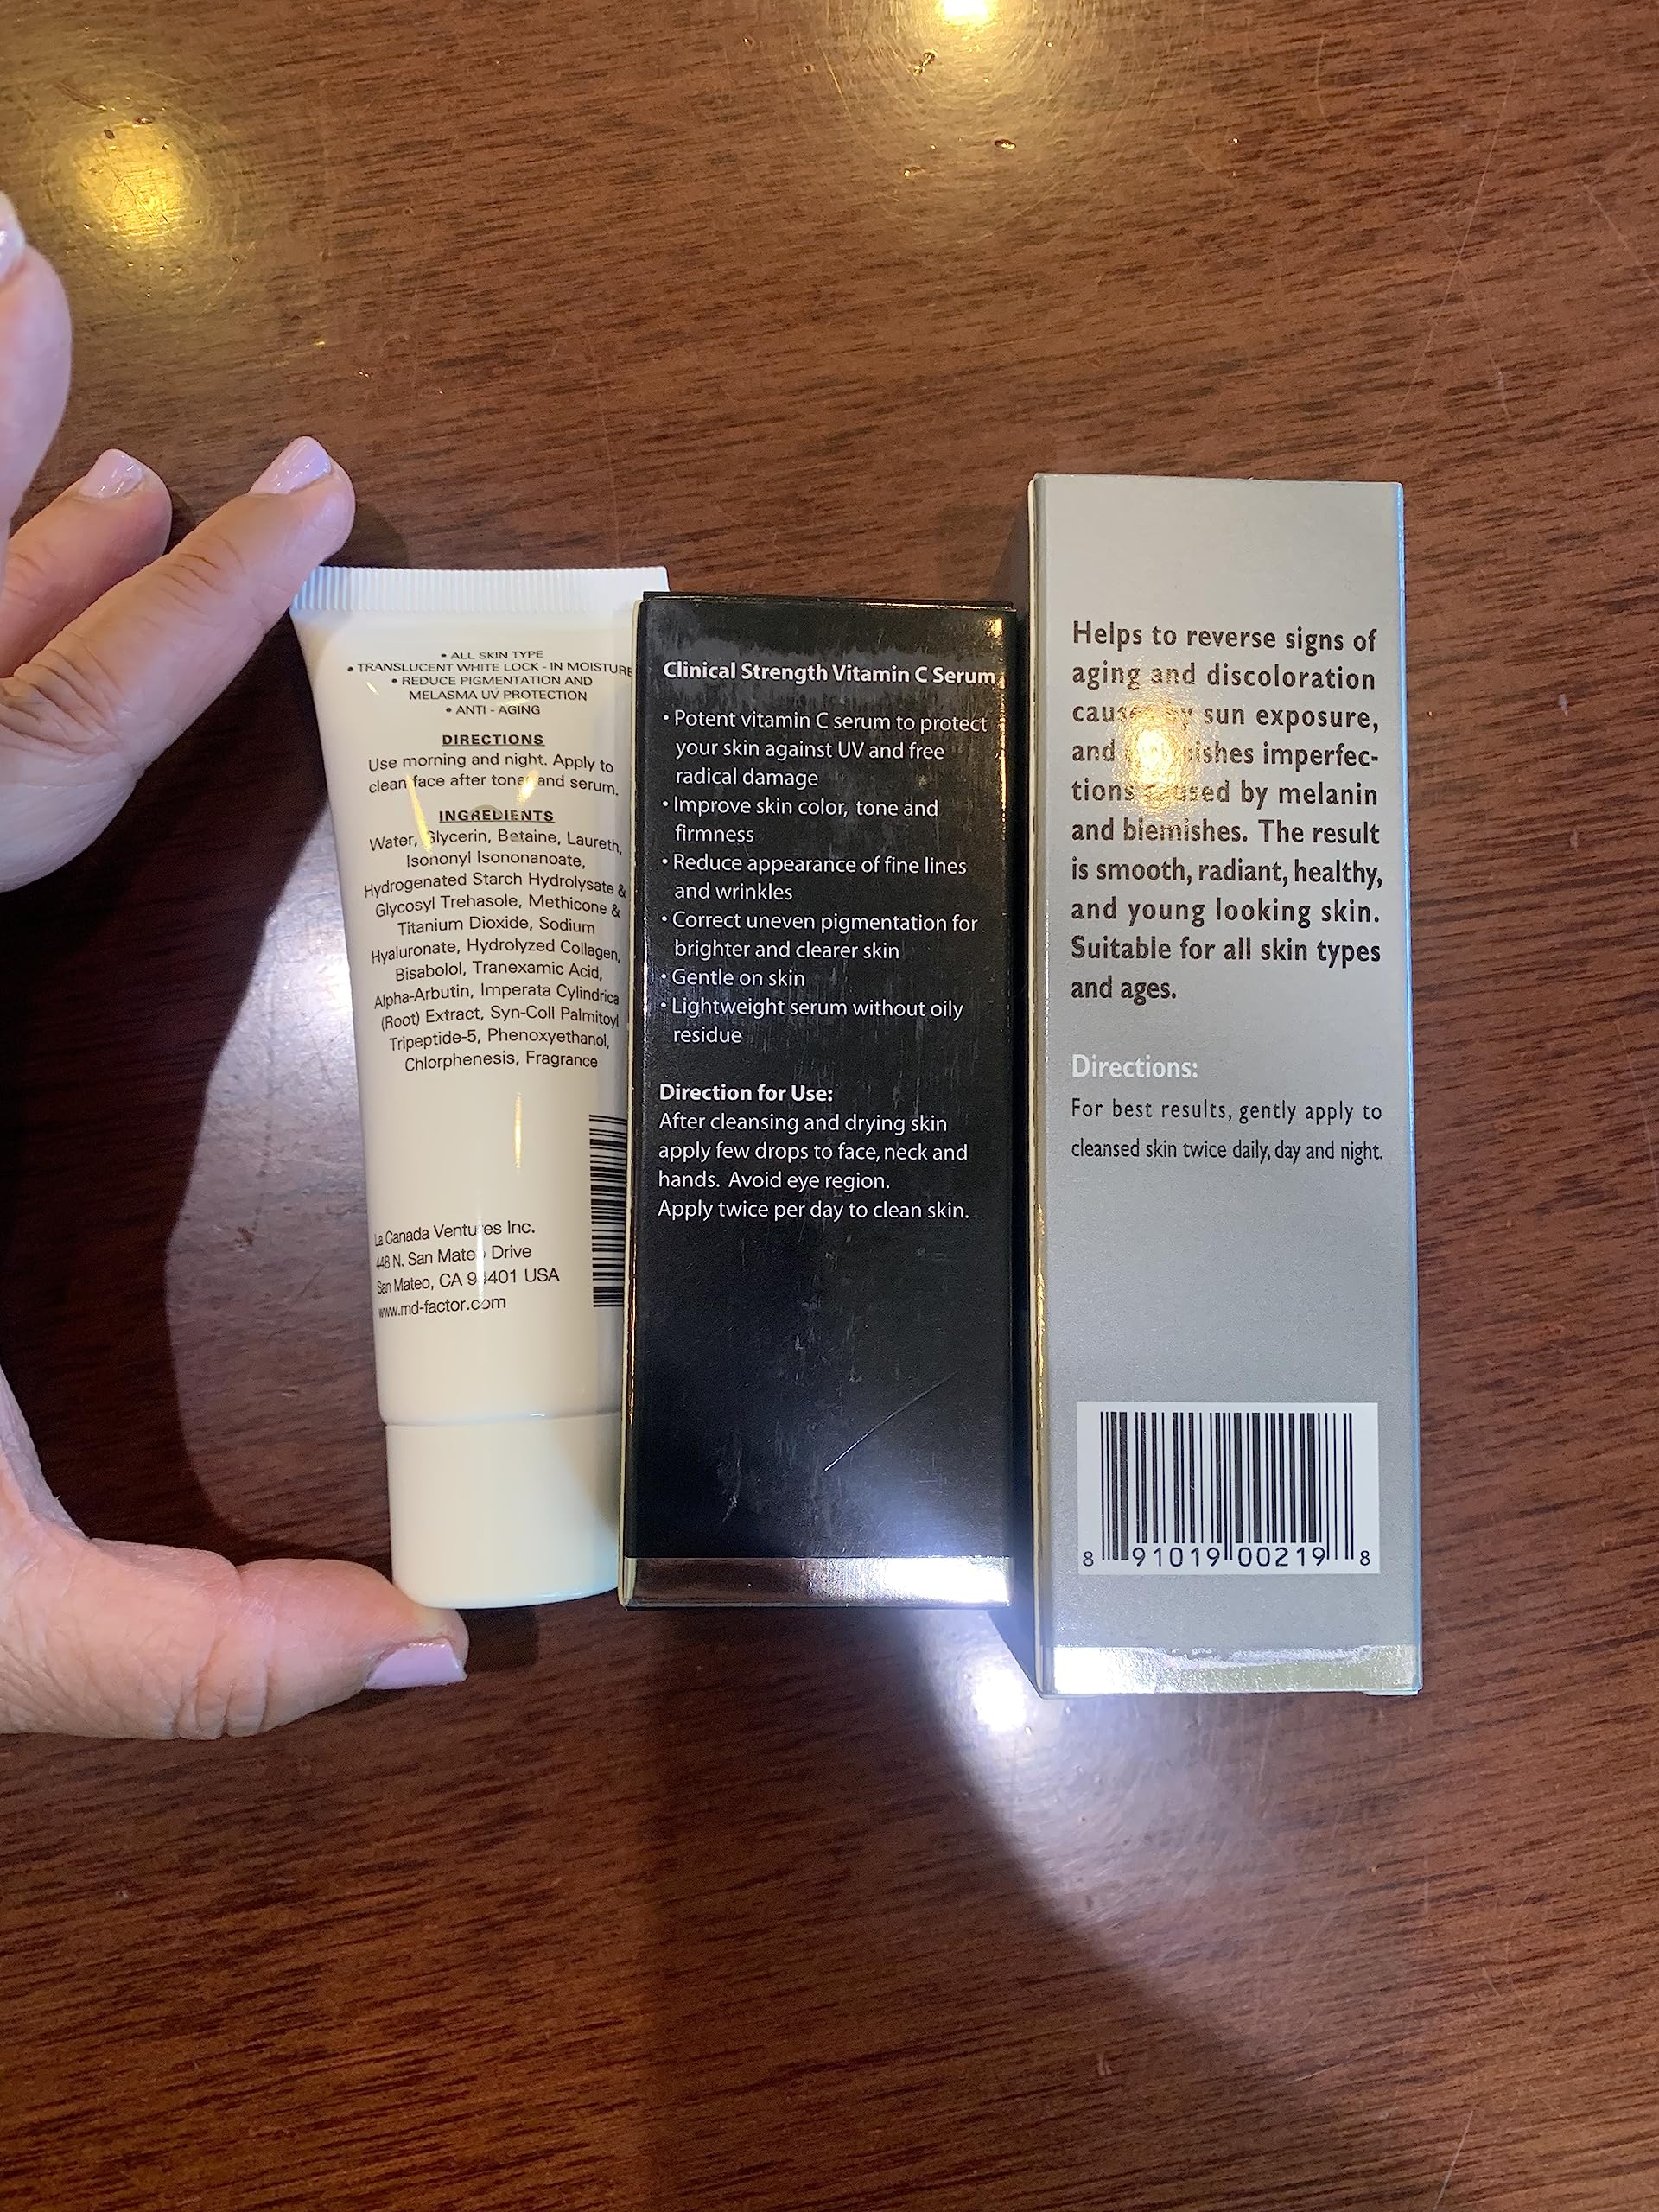 • ALL SKIN TYPE
• TRANSLUCENT WHITE LOCK - IN MOISTURE
• REDUCE PIGMENTATION AND
MELASMA UV PROTECTION
• ANTI - AGING
DIRECTIONS
Use morning and night. Apply to
clean face after toner and serum.
INGREDIENTS
Water, Glycerin, Betaine, Laureth,
Isononyl Isononanoate,
Hydrogenated Starch Hydrolysate &
Glycosyl Trehasole, Methicone &
Titanium Dioxide, Sodium
Hyaluronate, Hydrolyzed Collagen,
Bisabolol, Tranexamic Acid,
Alpha-Arbutin, Imperata Cylindrica
(Root) Extract, Syn-Coll Palmitoyl
Tripeptide-5, Phenoxyethanol,
Chlorphenesis, Fragrance
La Canada Ventures Inc.
448 N. San Mateo Drive
San Mateo, CA 94401 USA
www.md-factor.com
Clinical Strength Vitamin C Serum
• Potent vitamin C serum to protect
your skin against UV and free
radical damage
• Improve skin color, tone and
firmness
• Reduce appearance of fine lines
and wrinkles
• Correct uneven pigmentation for
brighter and clearer skin
• Gentle on skin
• Lightweight serum without oily
residue
Direction for Use:
After cleansing and drying skin
apply few drops to face, neck and
hands. Avoid eye region.
Apply twice per day to clean skin.
Helps to reverse signs of
aging and discoloration
caused by sun exposure,
and imperfec-
tions caused by melanin
and blemishes. The result
is smooth, radiant, healthy,
and young looking skin.
Suitable for all skin types
and ages.
Directions:
For best results, gently apply to
cleansed skin twice daily, day and night.
8 91019 00219 8